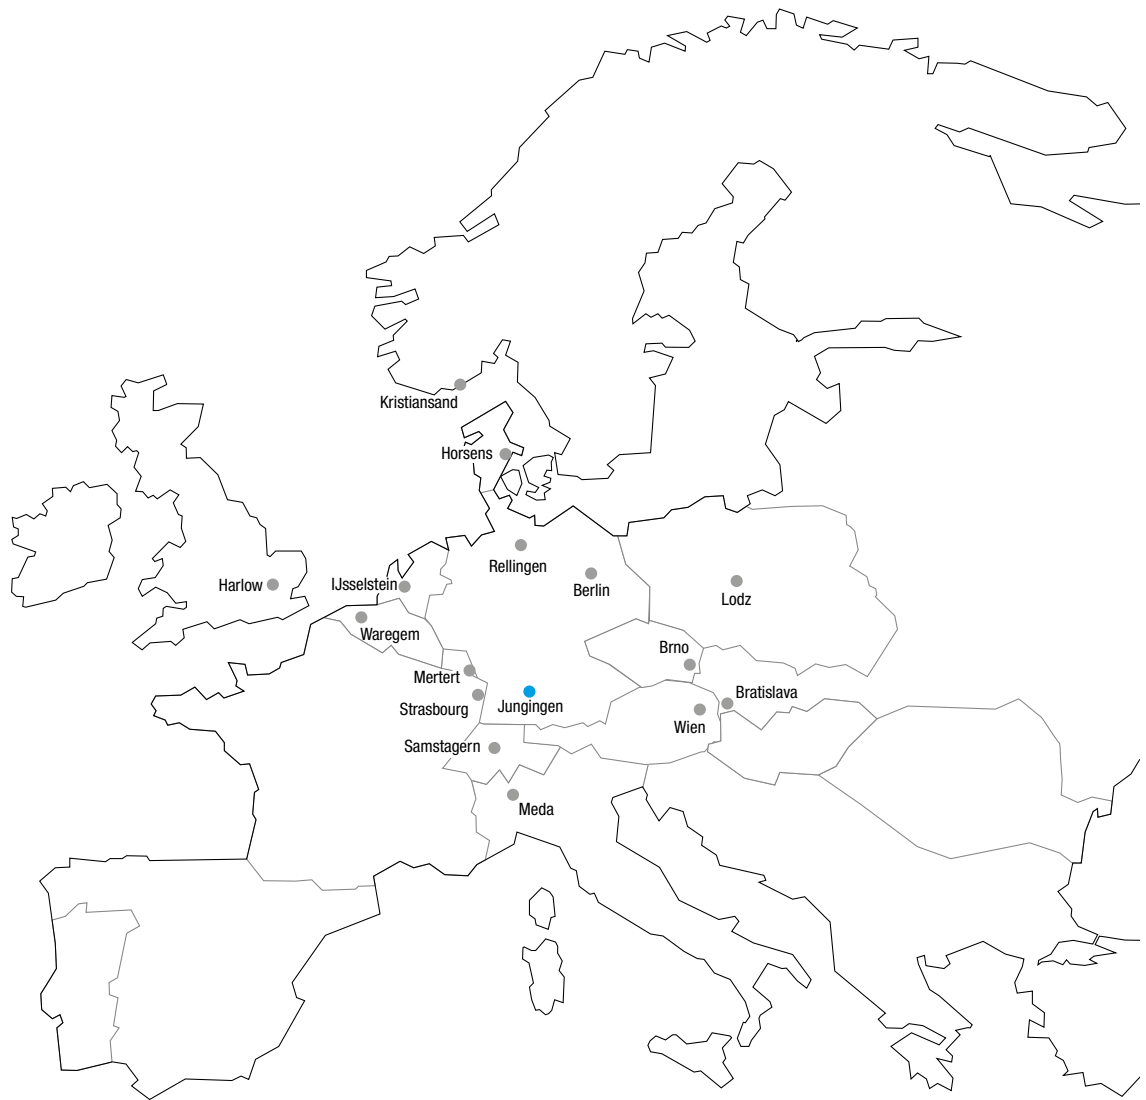 Kristiansand
Horsens
Rellingen
Harlow
IJsselstein
Berlin
Lodz
Waregem
Brno
Mertert
Bratislava
Strasbourg
Jungingen
Wien
Samstagern
Meda